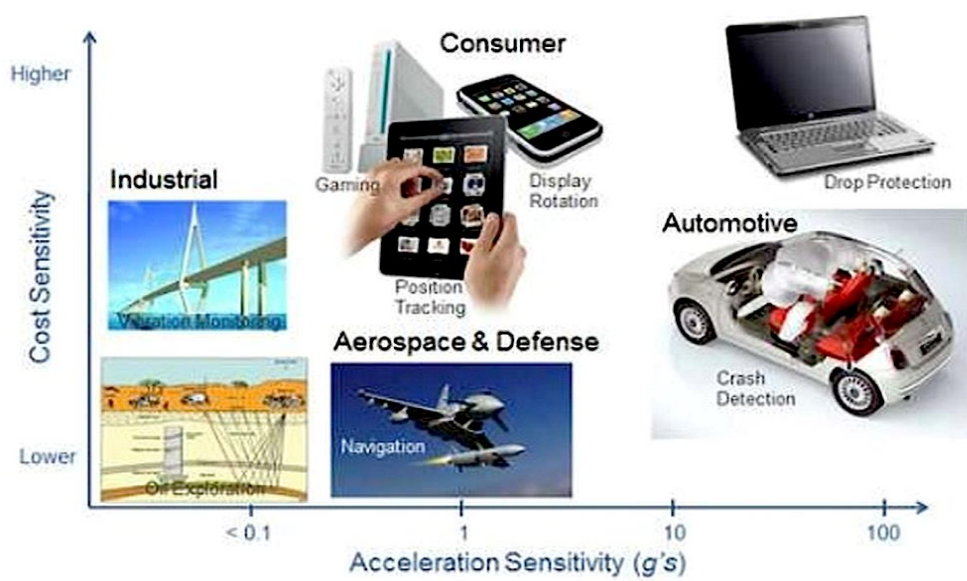 Higher
Cost Sensitivity
Lower
Consumer
Gaming
Display
Rotation
Position
Tracking
Drop Protection
Industrial
Vibration Monitoring
Oil Exploration
Aerospace & Defense
Navigation
Automotive
Crash
Detection
< 0.1
1
10
100
Acceleration Sensitivity (g's)